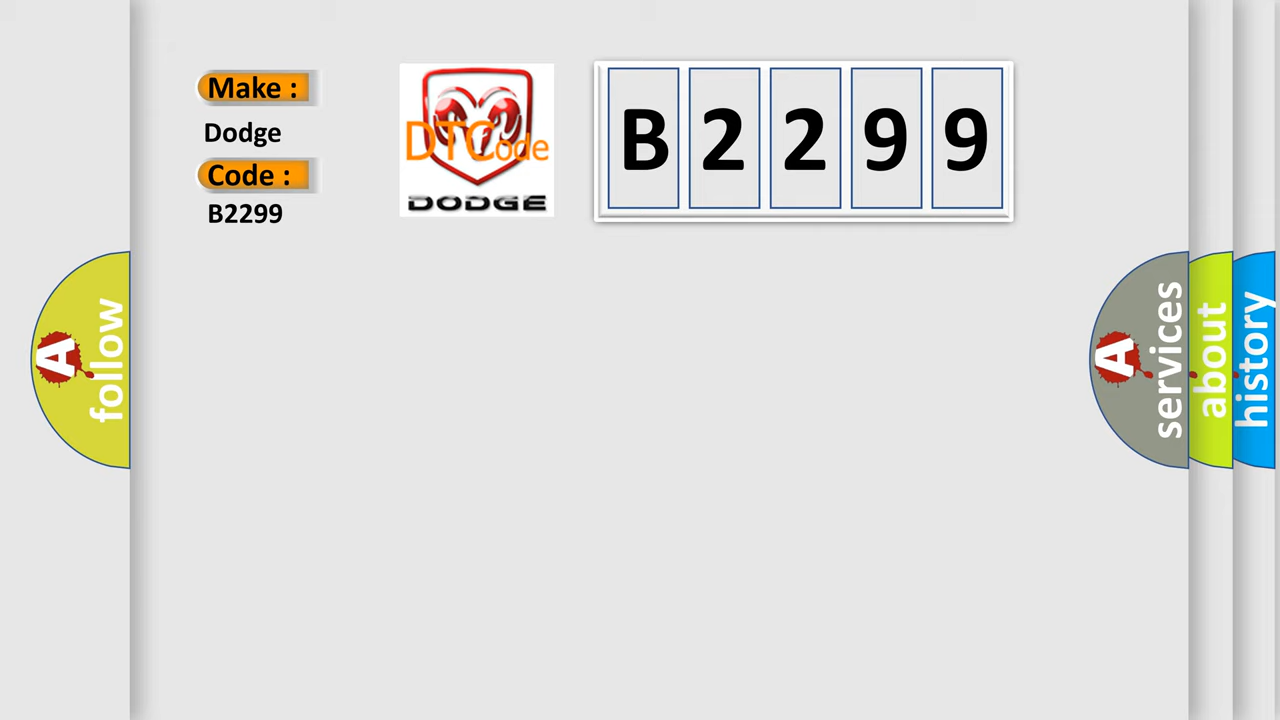 Make :
Dodge
Code :
B2299
DTCode
DODGE
B 2 2 9 9
A follow
A services
about
history